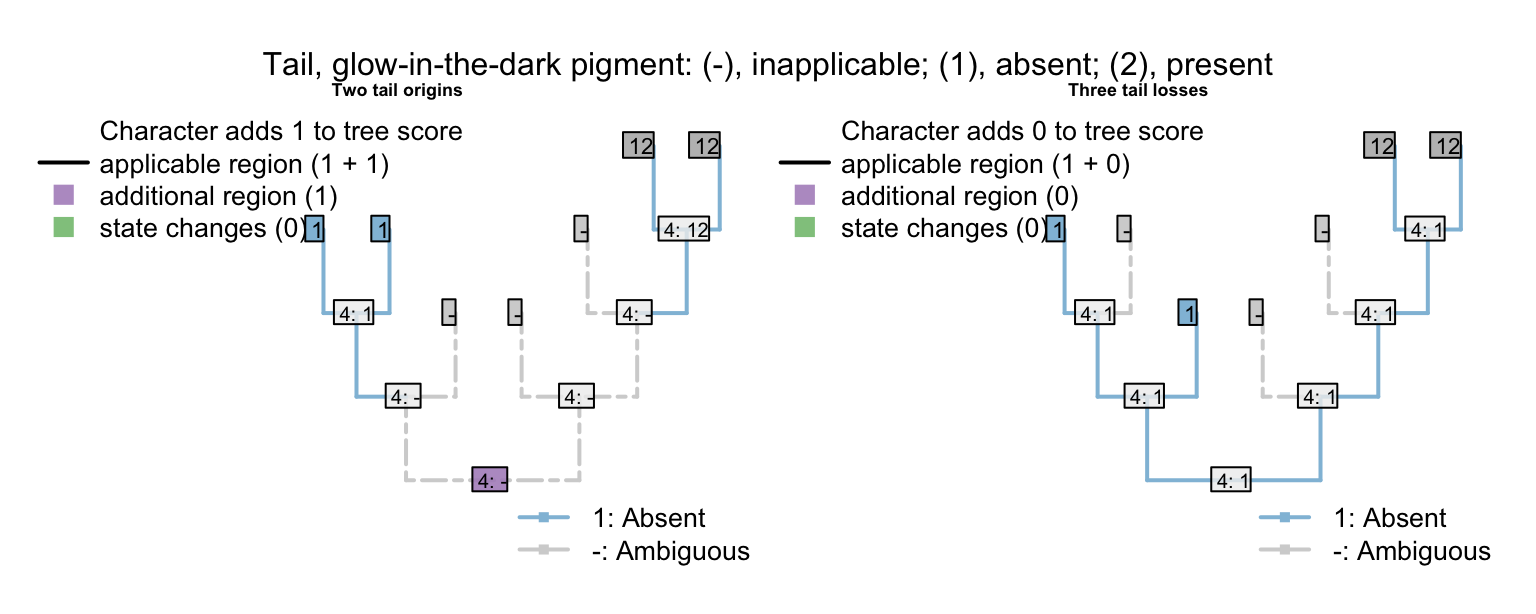 Tail, glow-in-the-dark pigment: (-), inapplicable; (1), absent; (2), present
Two tail origins
Character adds 1 to tree score
applicable region (1 + 1)
additional region (1)
state changes (0)
12 12
1 1 - 4: 12
4: 1 - - 4: -
4: - 4: -
4: -
1: Absent
-: Ambiguous
Three tail losses
Character adds 0 to tree score
applicable region (1 + 0)
additional region (0)
state changes (0)
12 12
1 - - 4: 1
4: 1 1 - 4: 1
4: 1 4: 1
4: 1
1: Absent
-: Ambiguous